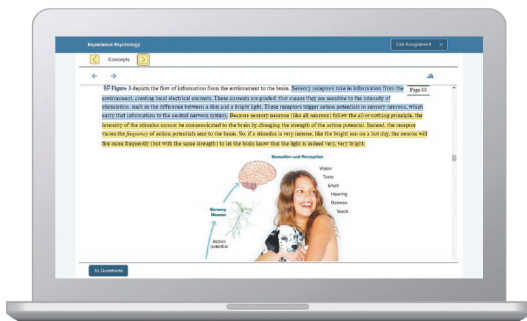 Experience Psychology
Exit Assignment ×
Concepts
Figure 3 depicts the flow of information from the environment to the brain. Sensory receptors take in information from the
Page 93
environment, creating local electrical currents. These currents are graded; that means they are sensitive to the intensity of
stimulation, such as the difference between a dim and a bright light. These receptors trigger action potentials in sensory neurons, which
carry that information to the central nervous system. Because sensory neurons (like all neurons) follow the all-or-nothing principle, the
intensity of the stimulus cannot be communicated to the brain by changing the strength of the action potential. Instead, the receptor
varies the frequency of action potentials sent to the brain. So, if a stimulus is very intense, like the bright sun on a hot day, the neuron will
fire more frequently (but with the same strength) to let the brain know that the light is indeed very, very bright.
Sensation and Perception
Vision
Taste
Smell
Hearing
Balance
Touch
Sensory
Neuron
Action
potential
To Questions